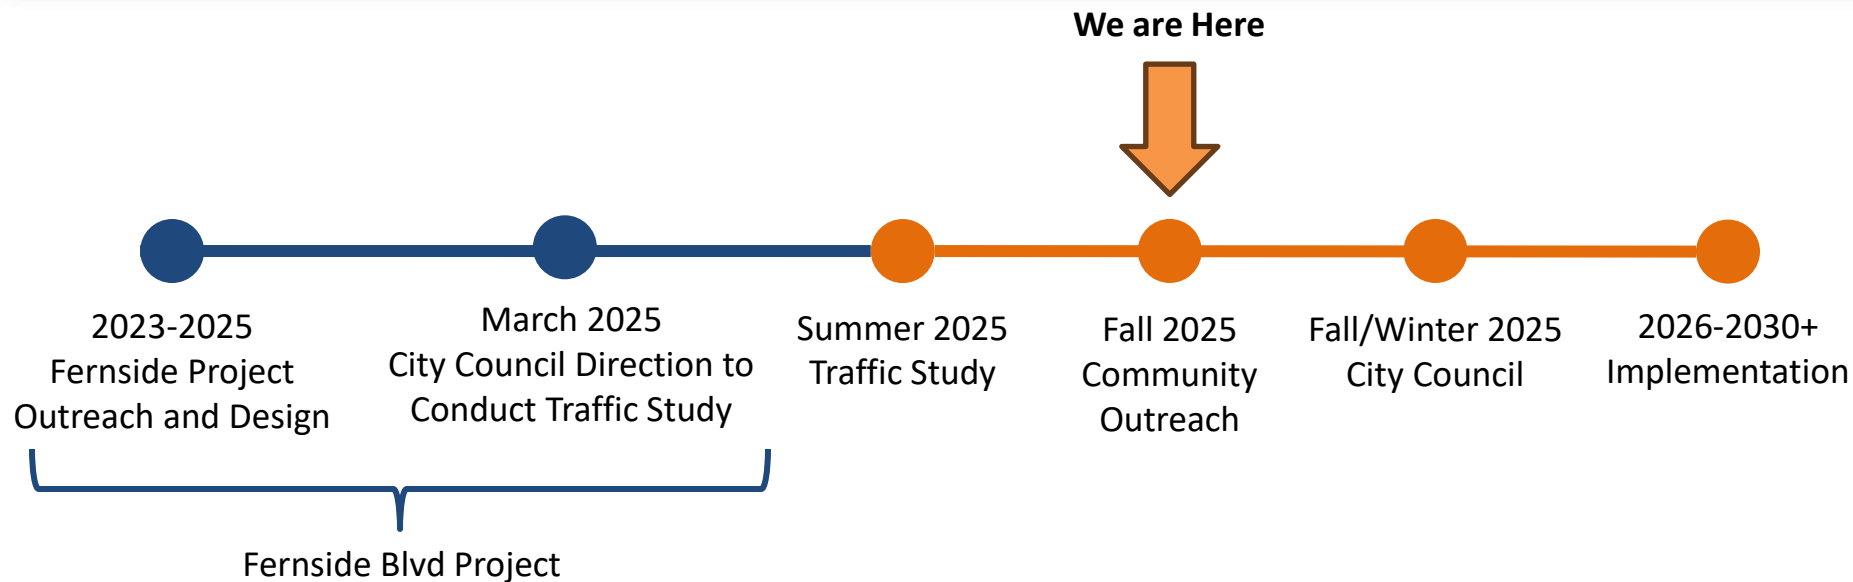 We are Here
2023-2025
Fernside Project
Outreach and Design
March 2025
City Council Direction to
Conduct Traffic Study
Summer 2025
Traffic Study
Fall 2025
Community
Outreach
Fall/Winter 2025
City Council
2026-2030+
Implementation
Fernside Blvd Project